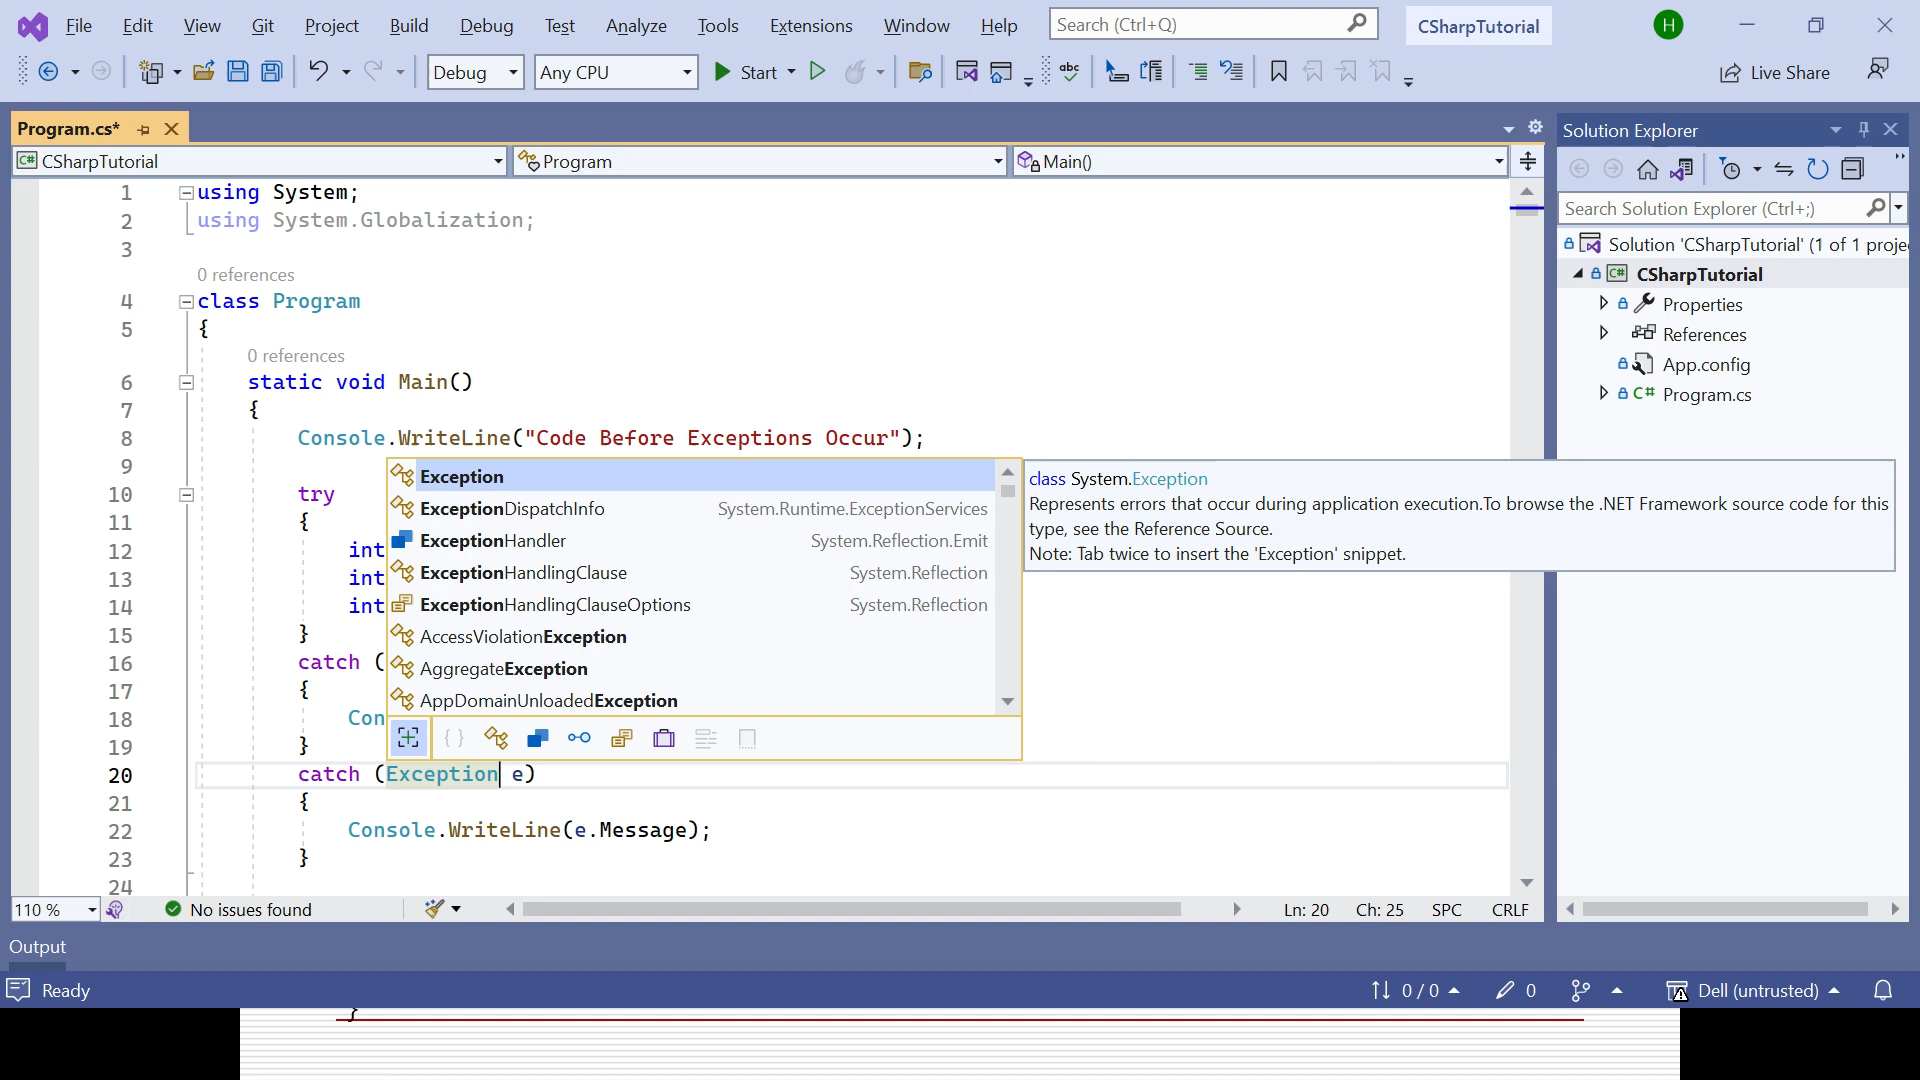 File Edit View Git Project Build Debug Test Analyze Tools Extensions Window Help Search (Ctrl+Q) CSharpTutorial H
Debug Any CPU Start abc Live Share
Program.cs*
C# CSharpTutorial Program Main()
1 using System;
2 using System.Globalization;
3
0 references
4 class Program
5 {
0 references
6 static void Main()
7 {
8 Console.WriteLine("Code Before Exceptions Occur");
9
10 try
11 {
12 int
13 int
14 int
15 }
16 catch (
17 {
18 Con
19 }
20 catch (Exception e)
21 {
22 Console.WriteLine(e.Message);
23 }
24
Exception
ExceptionDispatchInfo System.Runtime.ExceptionServices
ExceptionHandler System.Reflection.Emit
ExceptionHandlingClause System.Reflection
ExceptionHandlingClauseOptions System.Reflection
AccessViolationException
AggregateException
AppDomainUnloadedException
class System.Exception
Represents errors that occur during application execution.To browse the .NET Framework source code for this
type, see the Reference Source.
Note: Tab twice to insert the 'Exception' snippet.
Solution Explorer
Search Solution Explorer (Ctrl+;)
Solution 'CSharpTutorial' (1 of 1 proje
C# CSharpTutorial
Properties
References
App.config
C# Program.cs
110 % No issues found Ln: 20 Ch: 25 SPC CRLF
Output
Ready 0 / 0 0 Dell (untrusted)
}